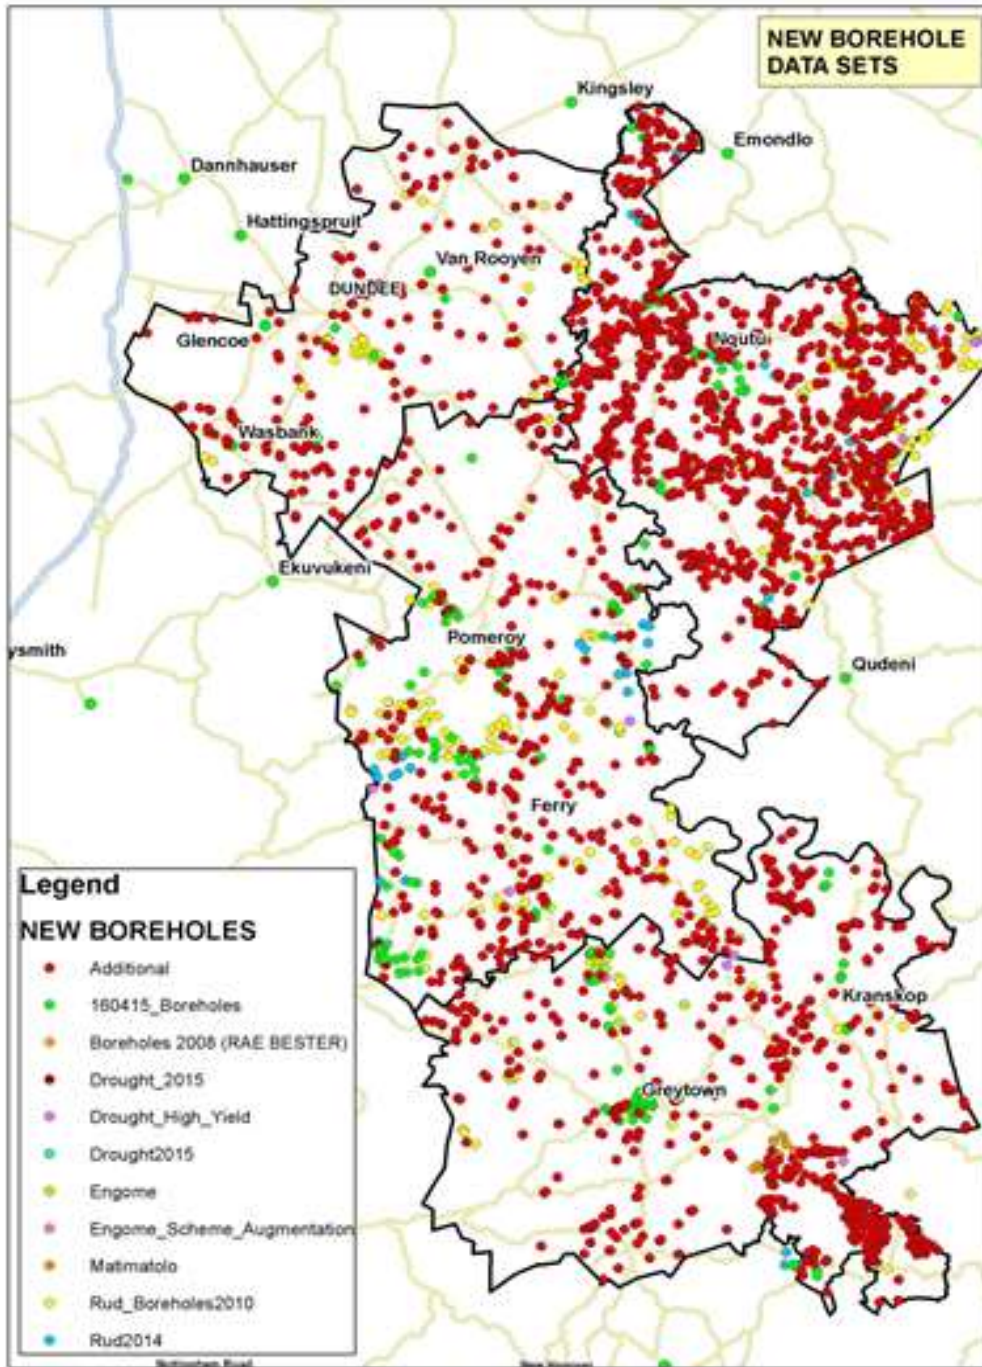 NEW BOREHOLE
DATA SETS
Kingsley
Emondlo
Dannhauser
Hattingspruit
Van Rooyen
DUNDEE
Glencoe
Nqutu
Wasbank
Ekuvukeni
Pomeroy
ysmith
Qudeni
Ferry
Legend
NEW BOREHOLES
Additional
160415_Boreholes
Boreholes 2008 (RAE BESTER)
Drought_2015
Drought_High_Yield
Drought2015
Engome
Engome_Scheme_Augmentation
Matimatolo
Rud_Boreholes2010
Rud2014
Kranskop
Greytown